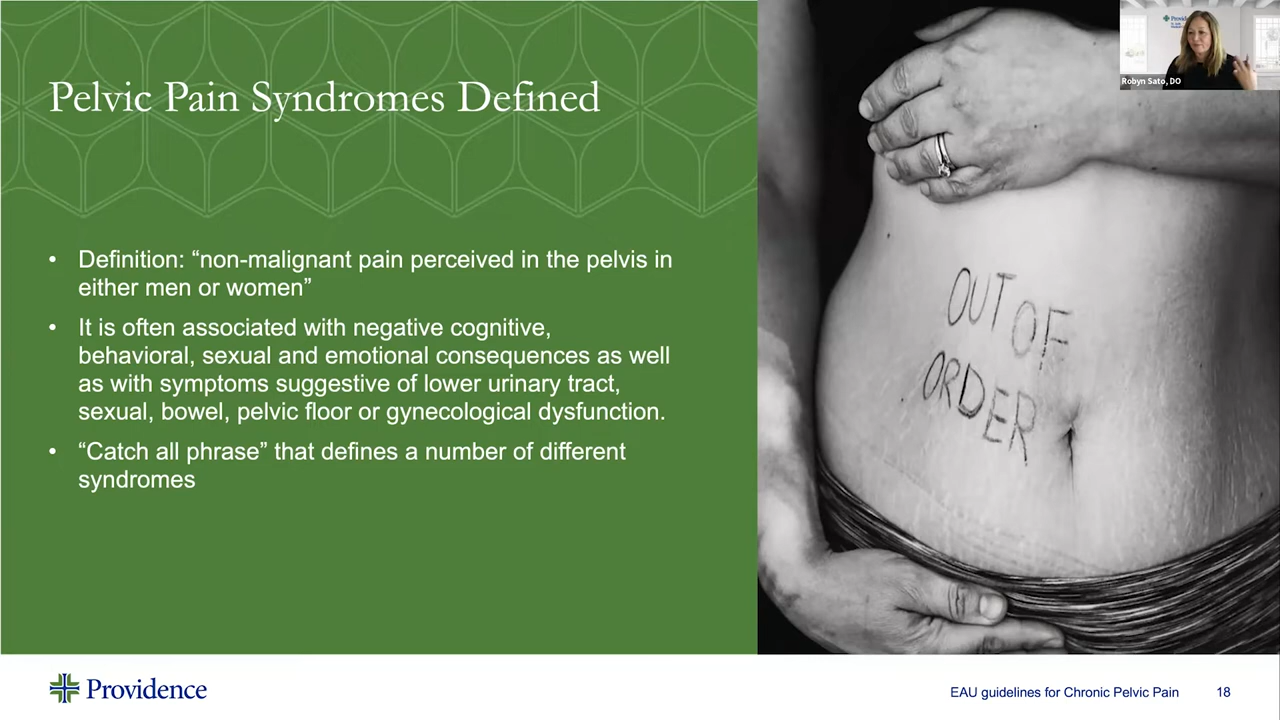 Pelvic Pain Syndromes Defined
• Definition: “non-malignant pain perceived in the pelvis in
either men or women”
• It is often associated with negative cognitive,
behavioral, sexual and emotional consequences as well
as with symptoms suggestive of lower urinary tract,
sexual, bowel, pelvic floor or gynecological dysfunction.
• “Catch all phrase” that defines a number of different
syndromes
OUT OF
ORDER
Robyn Sato, DO
Providence
EAU guidelines for Chronic Pelvic Pain
18